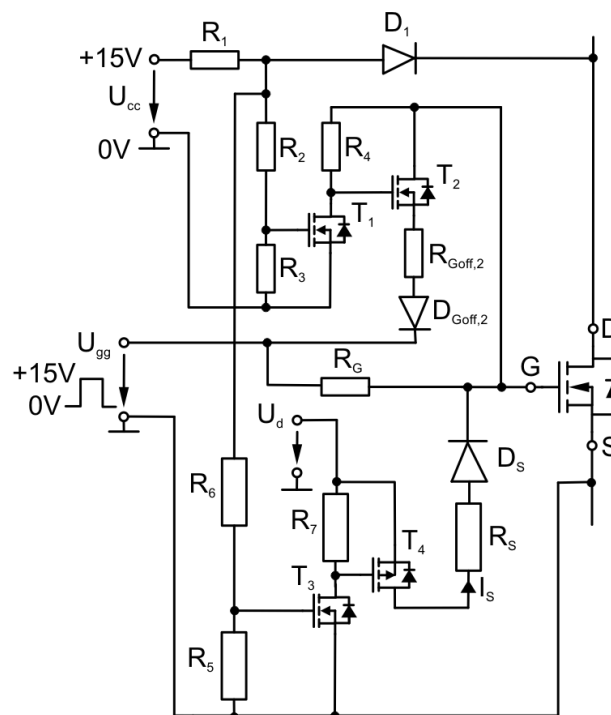 R1
D1
+15V
Ucc
0V
R2
R4
T2
T1
R3
RGoff,2
DGoff,2
Ugg
D
RG
G
+15V
0V
Ud
S
DS
R6
R7
T4
RS
T3
IS
R5